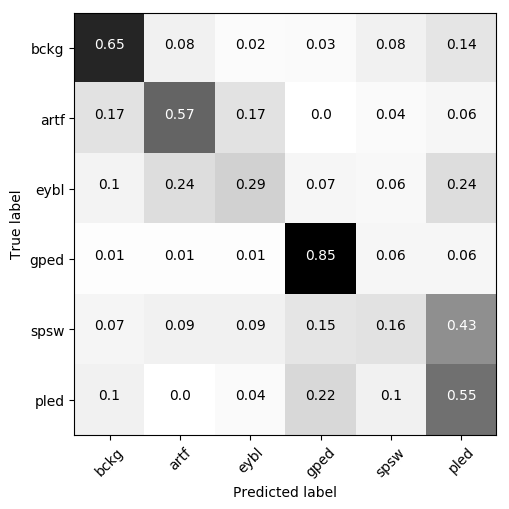 bckg 0.65 0.08 0.02 0.03 0.08 0.14
artf 0.17 0.57 0.17 0.0 0.04 0.06
eybl 0.1 0.24 0.29 0.07 0.06 0.24
gped 0.01 0.01 0.01 0.85 0.06 0.06
spsw 0.07 0.09 0.09 0.15 0.16 0.43
pled 0.1 0.0 0.04 0.22 0.1 0.55
True label
bckg artf eybl gped spsw pled
Predicted label